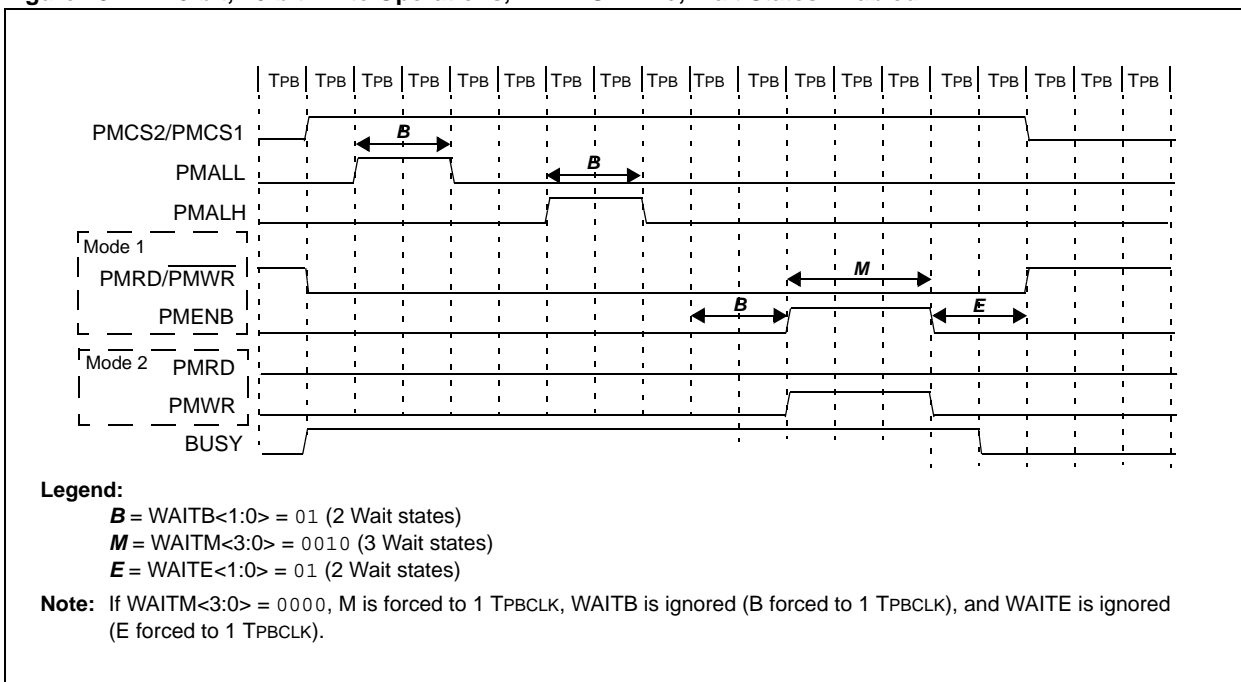 TPB TPB TPB TPB TPB TPB TPB TPB TPB TPB TPB TPB TPB TPB TPB TPB TPB TPB TPB
PMCS2/PMCS1
B
PMALL
B
PMALH
Mode 1
PMRD/PMWR
M
PMENB
B
E
Mode 2 PMRD
PMWR
BUSY
Legend:
B = WAITB<1:0> = 01 (2 Wait states)
M = WAITM<3:0> = 0010 (3 Wait states)
E = WAITE<1:0> = 01 (2 Wait states)
Note: If WAITM<3:0> = 0000, M is forced to 1 TPBCLK, WAITB is ignored (B forced to 1 TPBCLK), and WAITE is ignored
(E forced to 1 TPBCLK).